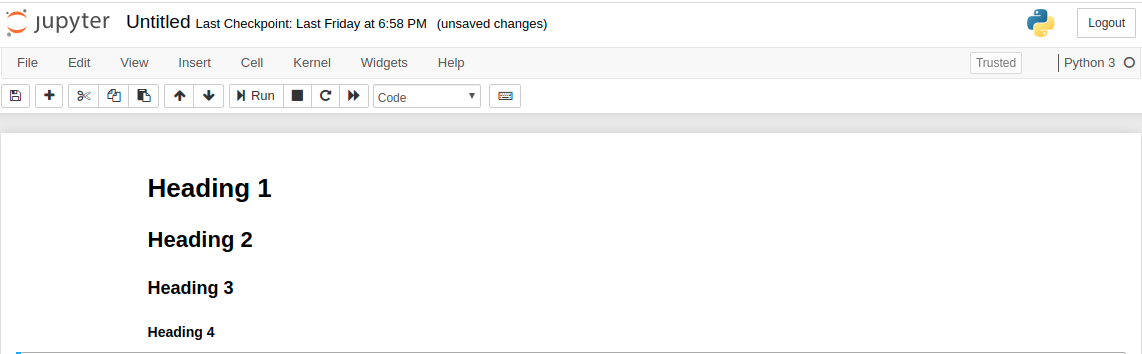 jupyter Untitled Last Checkpoint: Last Friday at 6:58 PM (unsaved changes) Logout
File Edit View Insert Cell Kernel Widgets Help Trusted Python 3
Run Code
Heading 1
Heading 2
Heading 3
Heading 4